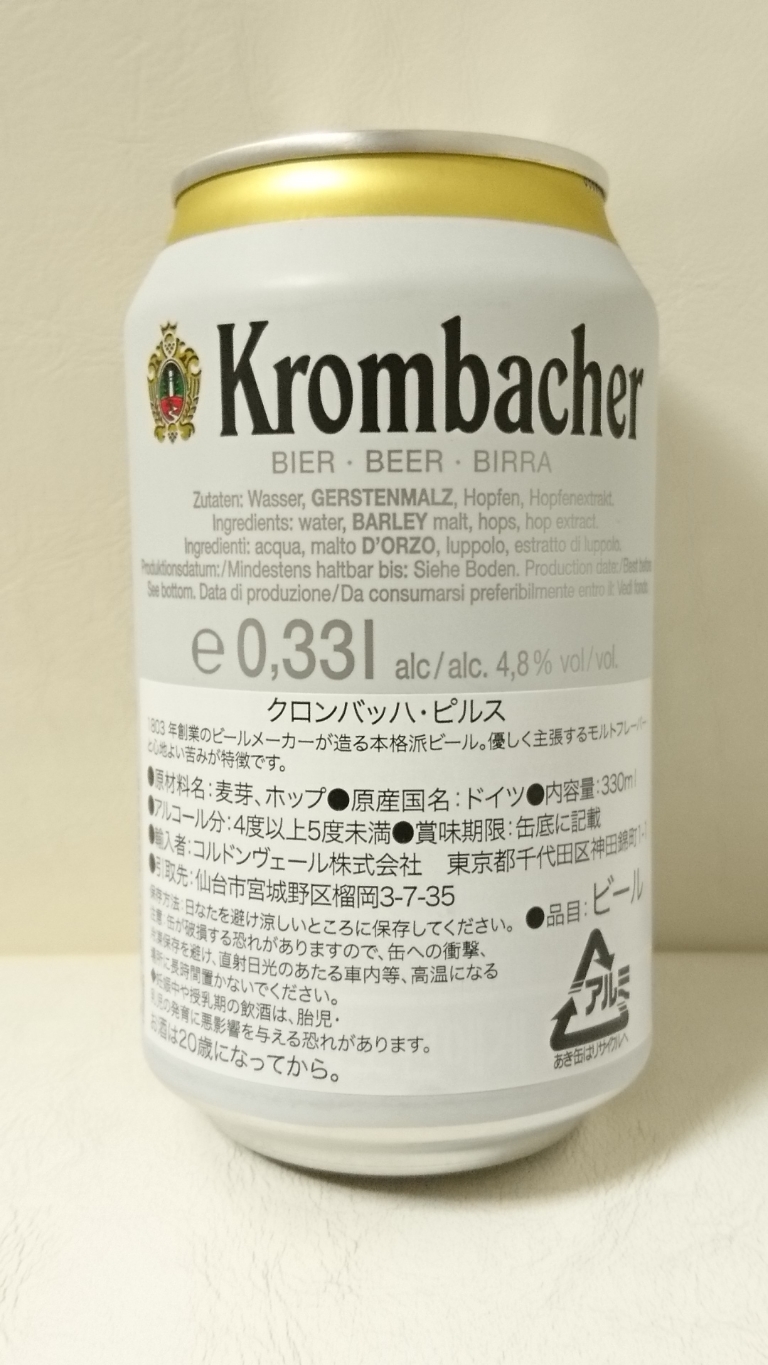 Krombacher
BIER · BEER · BIRRA
Zutaten: Wasser, GERSTENMALZ, Hopfen, Hopfenextrakt.
Ingredients: water, BARLEY malt, hops, hop extract.
Ingredienti: acqua, malto D'ORZO, luppolo, estratto di luppolo.
Produktionsdatum:/Mindestens haltbar bis: Siehe Boden. Production date:/Best before
See bottom. Data di produzione/Da consumarsi preferibilmente entro il: Vedi fondo.
e 0,33l alc/alc. 4,8% vol/vol.
クロンバッハ・ピルス
1803 年創業のビールメーカーが造る本格派ビール。優しく主張するモルトフレーバー
と心地よい苦みが特徴です。
●原材料名：麦芽、ホップ●原産国名：ドイツ●内容量：330ml
●アルコール分：4度以上5度未満●賞味期限：缶底に記載
●輸入者：コルドンヴェール株式会社 東京都千代田区神田錦町1-1
●引取先：仙台市宮城野区榴岡3-7-35
保存方法：日なたを避け涼しいところに保存してください。
注意：缶が破損する恐れがありますので、缶への衝撃、
冷凍保存を避け、直射日光のあたる車内等、高温になる
場所に長時間置かないでください。
◆妊娠中や授乳期の飲酒は、胎児・
乳児の発育に悪影響を与える恐れがあります。
お酒は20歳になってから。
●品目：ビール
アルミ
あき缶はリサイクルへ